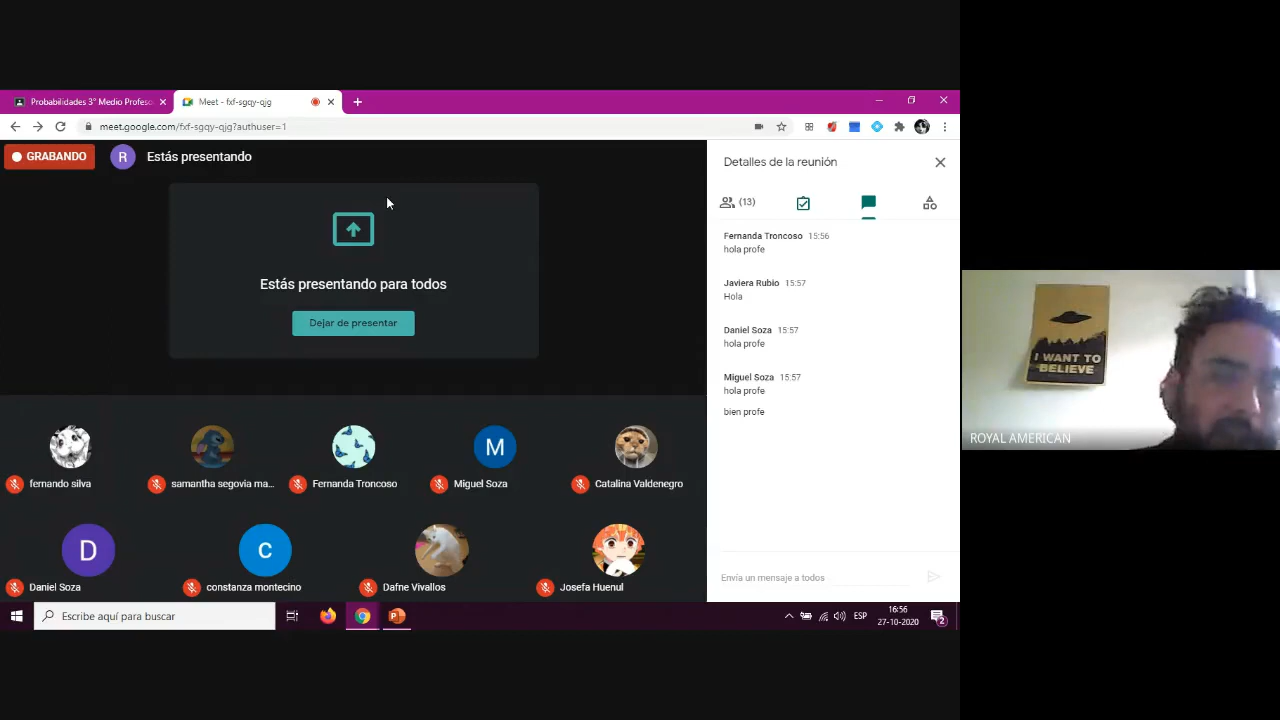 Probabilidades 3° Medio Profeso
Meet - fxf-sgqy-qjg
meet.google.com/fxf-sgqy-qjg?authuser=1
GRABANDO
R
Estás presentando
Estás presentando para todos
Dejar de presentar
fernando silva
samantha segovia ma...
Fernanda Troncoso
M
Miguel Soza
Catalina Valdenegro
D
Daniel Soza
c
constanza montecino
Dafne Vivallos
Josefa Huenul
Detalles de la reunión
(13)
Fernanda Troncoso 15:56
hola profe
Javiera Rubio 15:57
Hola
Daniel Soza 15:57
hola profe
Miguel Soza 15:57
hola profe
bien profe
Envía un mensaje a todos
Escribe aquí para buscar
ESP
16:56
27-10-2020
2
I WANT TO
BELIEVE
ROYAL AMERICAN